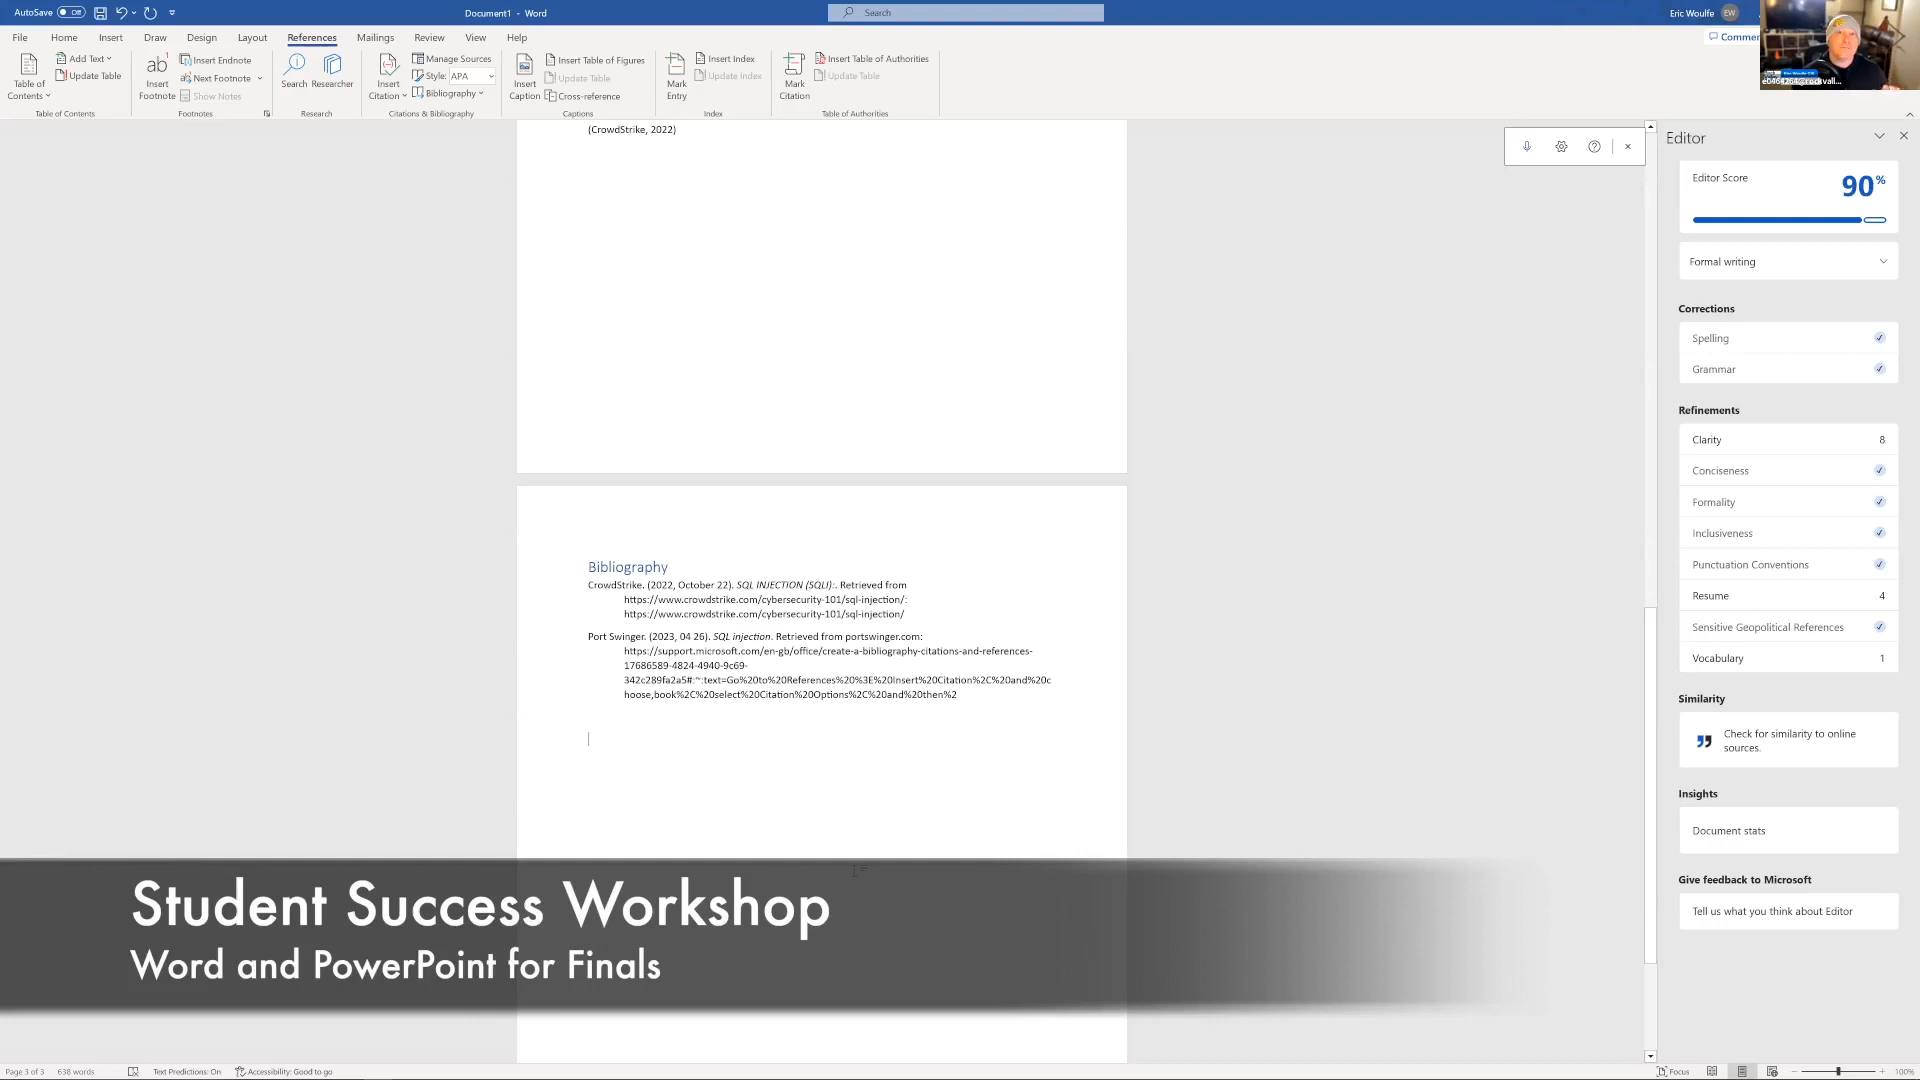 AutoSave Off Document1 - Word Search Eric Woulfe EW
File Home Insert Draw Design Layout References Mailings Review View Help Commen
Table of Contents Add Text Update Table Table of Contents
Insert Footnote Insert Endnote Next Footnote Show Notes Footnotes
Search Researcher Research
Insert Citation Manage Sources Style: APA Bibliography Citations & Bibliography
Insert Caption Insert Table of Figures Update Table Cross-reference Captions
Mark Entry Insert Index Update Index Index
Mark Citation Insert Table of Authorities Update Table Table of Authorities
(CrowdStrike, 2022)
Bibliography
CrowdStrike. (2022, October 22). SQL INJECTION (SQLI):. Retrieved from
https://www.crowdstrike.com/cybersecurity-101/sql-injection/:
https://www.crowdstrike.com/cybersecurity-101/sql-injection/
Port Swinger. (2023, 04 26). SQL injection. Retrieved from portswinger.com:
https://support.microsoft.com/en-gb/office/create-a-bibliography-citations-and-references-
17686589-4824-4940-9c69-
342c289fa2a5#:~:text=Go%20to%20References%20%3E%20Insert%20Citation%2C%20and%20c
hoose,book%2C%20select%20Citation%20Options%2C%20and%20then%2
Editor
Editor Score 90%
Formal writing
Corrections
Spelling
Grammar
Refinements
Clarity 8
Conciseness
Formality
Inclusiveness
Punctuation Conventions
Resume 4
Sensitive Geopolitical References
Vocabulary 1
Similarity
Check for similarity to online
sources.
Insights
Document stats
Give feedback to Microsoft
Tell us what you think about Editor
Student Success Workshop
Word and PowerPoint for Finals
Page 3 of 3 638 words Text Predictions: On Accessibility: Good to go Focus 100%